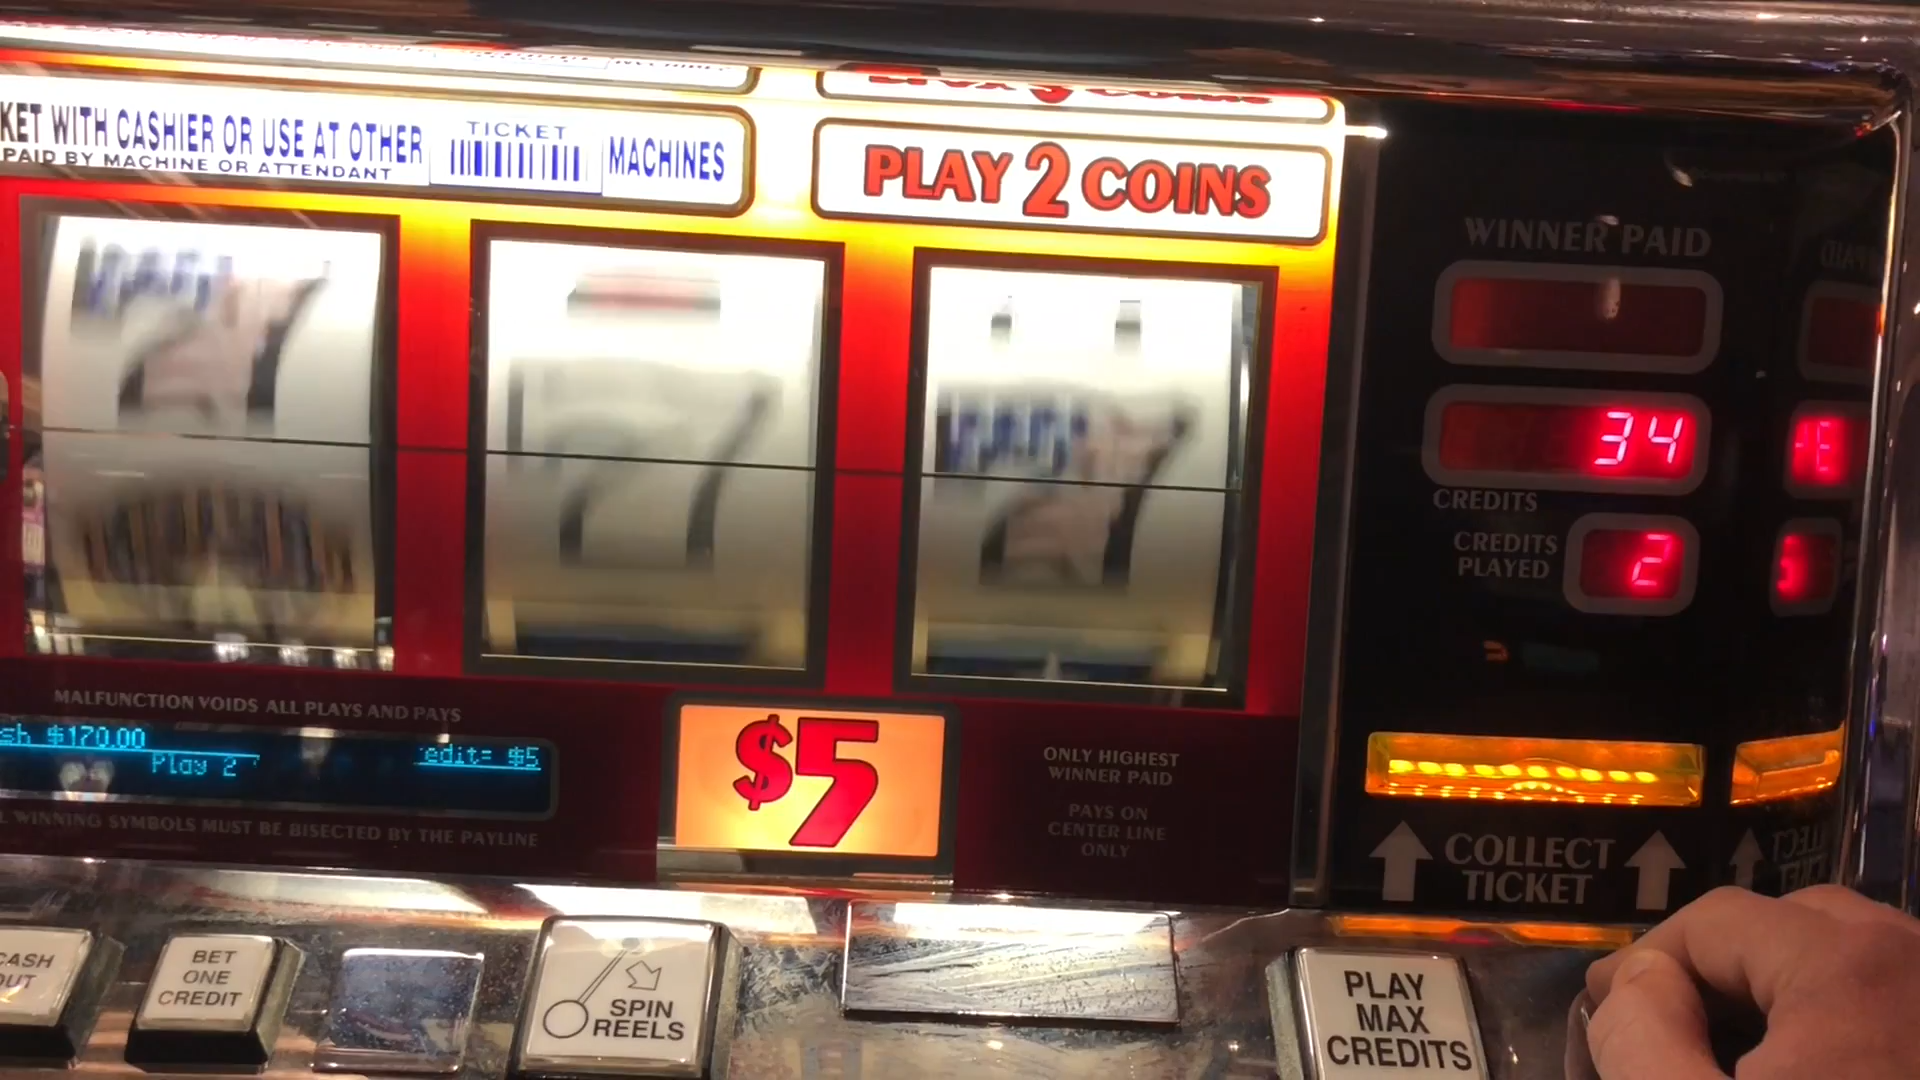 KET WITH CASHIER OR USE AT OTHER
PAID BY MACHINE OR ATTENDANT
TICKET
MACHINES
PLAY 2 COINS
WINNER PAID
34
CREDITS
CREDITS
PLAYED
2
MALFUNCTION VOIDS ALL PLAYS AND PAYS
sh $170.00
edit= $5
Play 2
L WINNING SYMBOLS MUST BE BISECTED BY THE PAYLINE
$5
ONLY HIGHEST
WINNER PAID
PAYS ON
CENTER LINE
ONLY
COLLECT
TICKET
CASH
OUT
BET
ONE
CREDIT
SPIN
REELS
PLAY
MAX
CREDITS